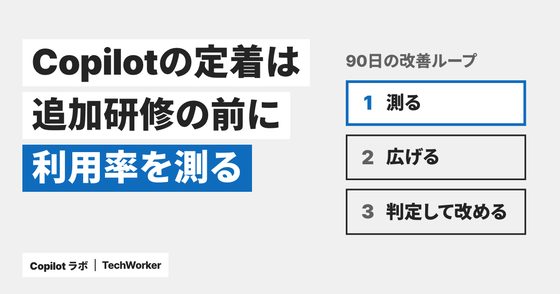 Copilotの定着は
追加研修の前に
利用率を測る
90日の改善ループ
1 測る
2 広げる
3 判定して改める
Copilot ラボ | TechWorker